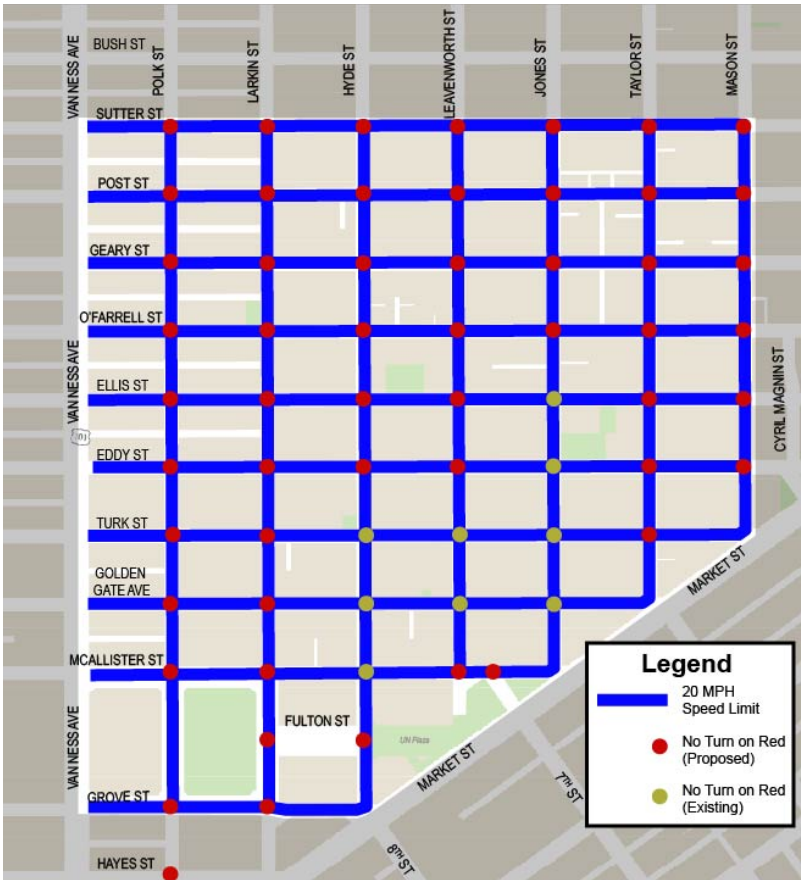 BUSH ST
VAN NESS AVE
POLK ST
LARKIN ST
HYDE ST
LEAVENWORTH ST
JONES ST
TAYLOR ST
MASON ST
SUTTER ST
POST ST
GEARY ST
O'FARRELL ST
VAN NESS AVE
ELLIS ST
CYRIL MAGNIN ST
101
EDDY ST
TURK ST
GOLDEN
GATE AVE
MARKET ST
MCALLISTER ST
VAN NESS AVE
FULTON ST
UN Plaza
MARKET ST
7TH ST
GROVE ST
8TH ST
HAYES ST
Legend
20 MPH
Speed Limit
No Turn on Red
(Proposed)
No Turn on Red
(Existing)